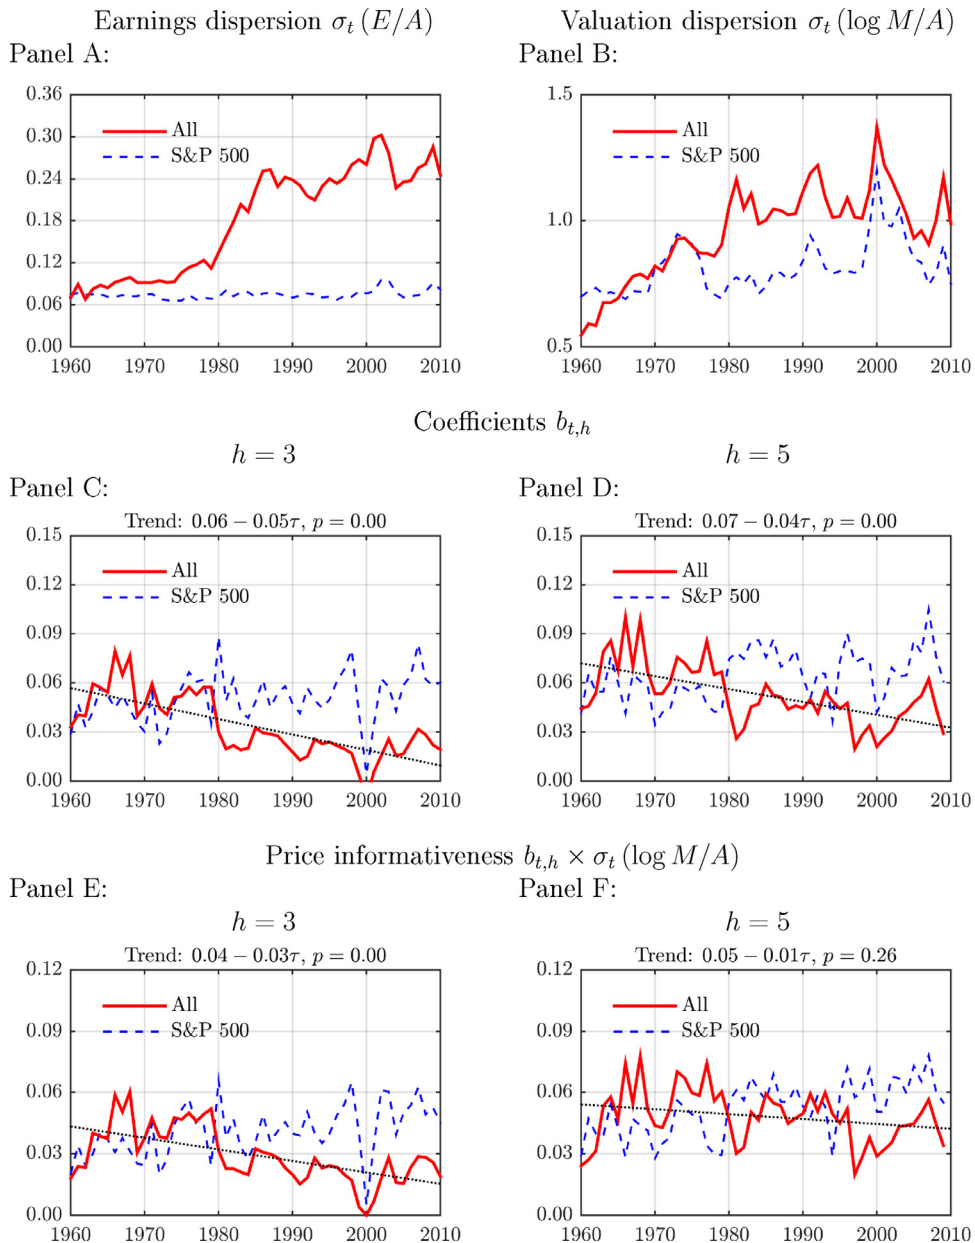 Earnings dispersion σt (E/A)
Valuation dispersion σt (log M/A)
Panel A:
Panel B:
0.36
0.30
0.24
0.18
0.12
0.06
0.00
All
S&P 500
1960 1970 1980 1990 2000 2010
1.5
1.0
0.5
All
S&P 500
1960 1970 1980 1990 2000 2010
Coefficients bt,h
h = 3
h = 5
Panel C:
Panel D:
Trend: 0.06 − 0.05τ, p = 0.00
0.15
0.12
0.09
0.06
0.03
0.00
All
S&P 500
1960 1970 1980 1990 2000 2010
Trend: 0.07 − 0.04τ, p = 0.00
0.15
0.12
0.09
0.06
0.03
0.00
All
S&P 500
1960 1970 1980 1990 2000 2010
Price informativeness bt,h × σt (log M/A)
Panel E:
Panel F:
h = 3
h = 5
Trend: 0.04 − 0.03τ, p = 0.00
0.12
0.09
0.06
0.03
0.00
All
S&P 500
1960 1970 1980 1990 2000 2010
Trend: 0.05 − 0.01τ, p = 0.26
0.12
0.09
0.06
0.03
0.00
All
S&P 500
1960 1970 1980 1990 2000 2010